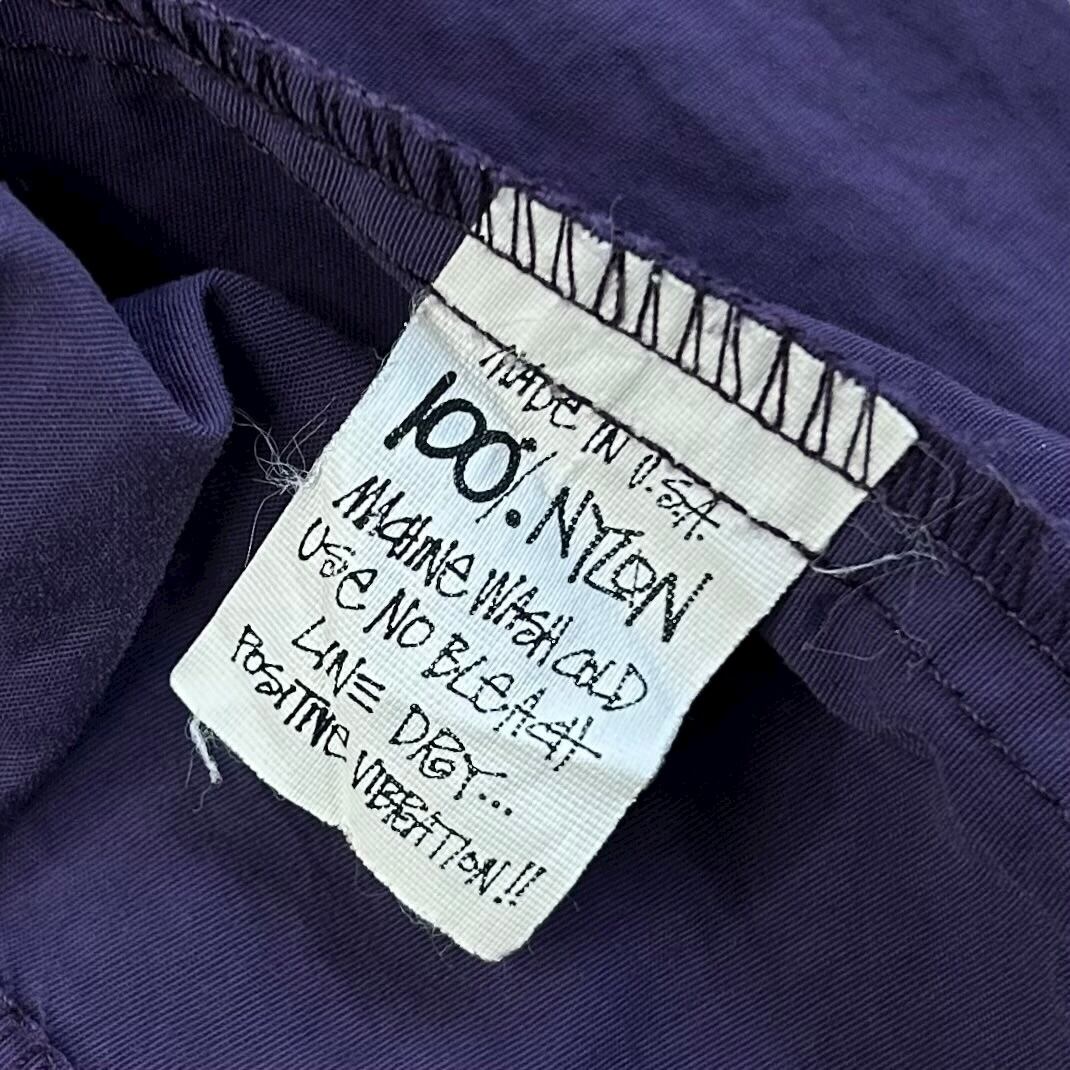 MADE IN U.S.A.
100% NYLON
MACHINE WASH COLD
USE NO BLEACH
LINE DRY...
POSITIVE VIBRATION!!